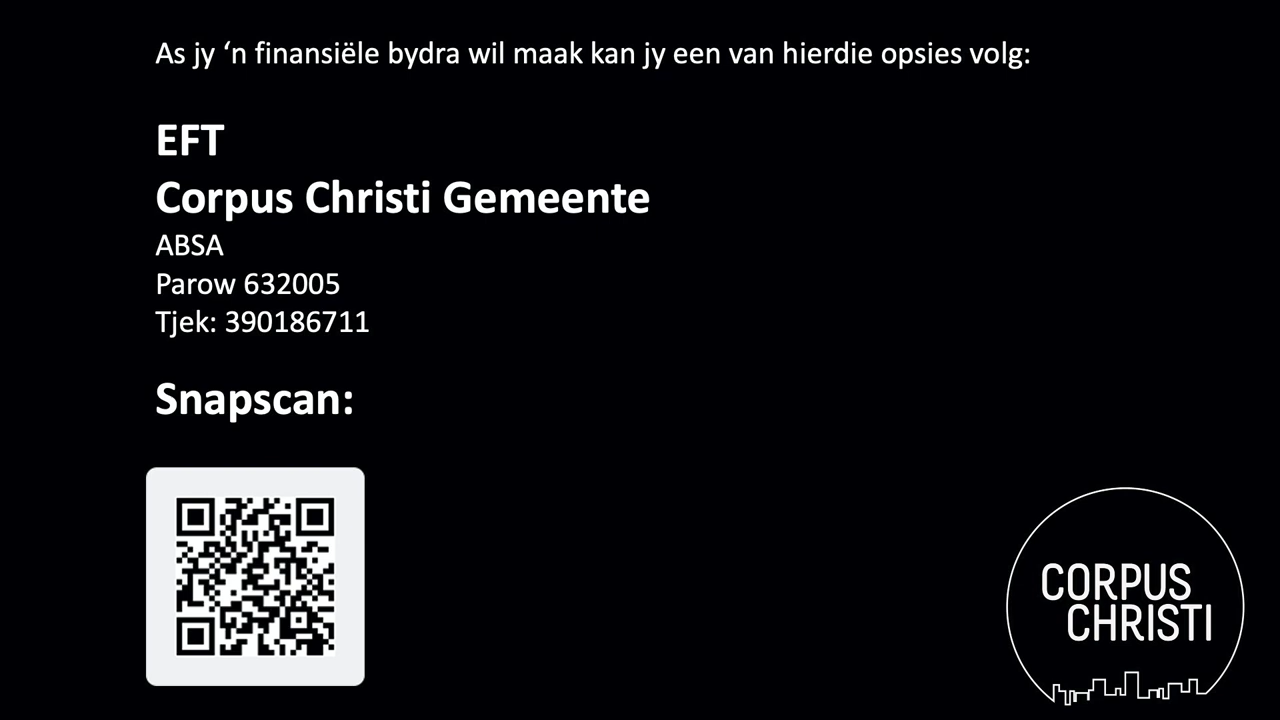 As jy ‘n finansiële bydra wil maak kan jy een van hierdie opsies volg:
EFT
Corpus Christi Gemeente
ABSA
Parow 632005
Tjek: 390186711
Snapscan:
CORPUS
CHRISTI